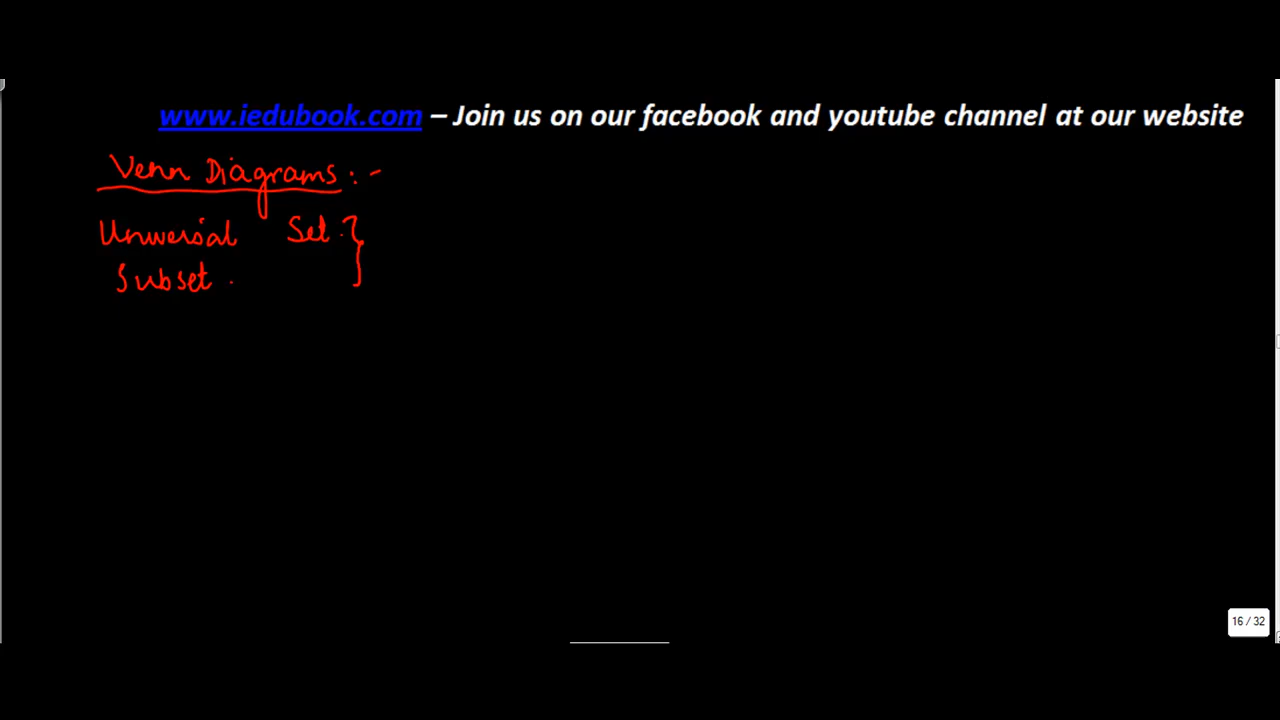 www.iedubook.com – Join us on our facebook and youtube channel at our website
Venn Diagrams :-
Universal Set . }
Subset .
16 / 32